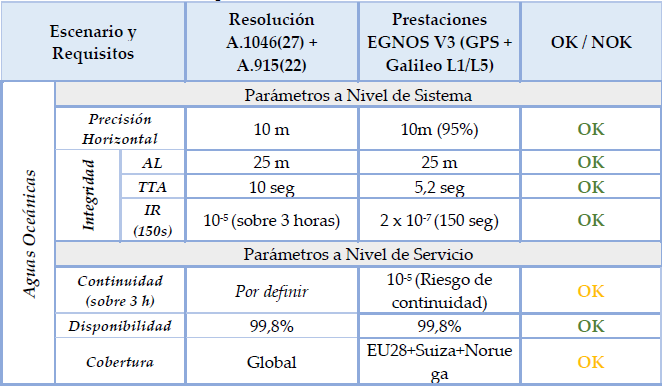 Escenario y
Requisitos
Resolución
A.1046(27) +
A.915(22)
Prestaciones
EGNOS V3 (GPS +
Galileo L1/L5)
OK / NOK
Aguas Oceánicas
Parámetros a Nivel de Sistema
Precisión
Horizontal
10 m
10m (95%)
OK
Integridad
AL
25 m
25 m
OK
TTA
10 seg
5,2 seg
OK
IR
(150s)
10-5 (sobre 3 horas)
2 x 10-7 (150 seg)
OK
Parámetros a Nivel de Servicio
Continuidad
(sobre 3 h)
Por definir
10-5 (Riesgo de
continuidad)
OK
Disponibilidad
99,8%
99,8%
OK
Cobertura
Global
EU28+Suiza+Norue
ga
OK